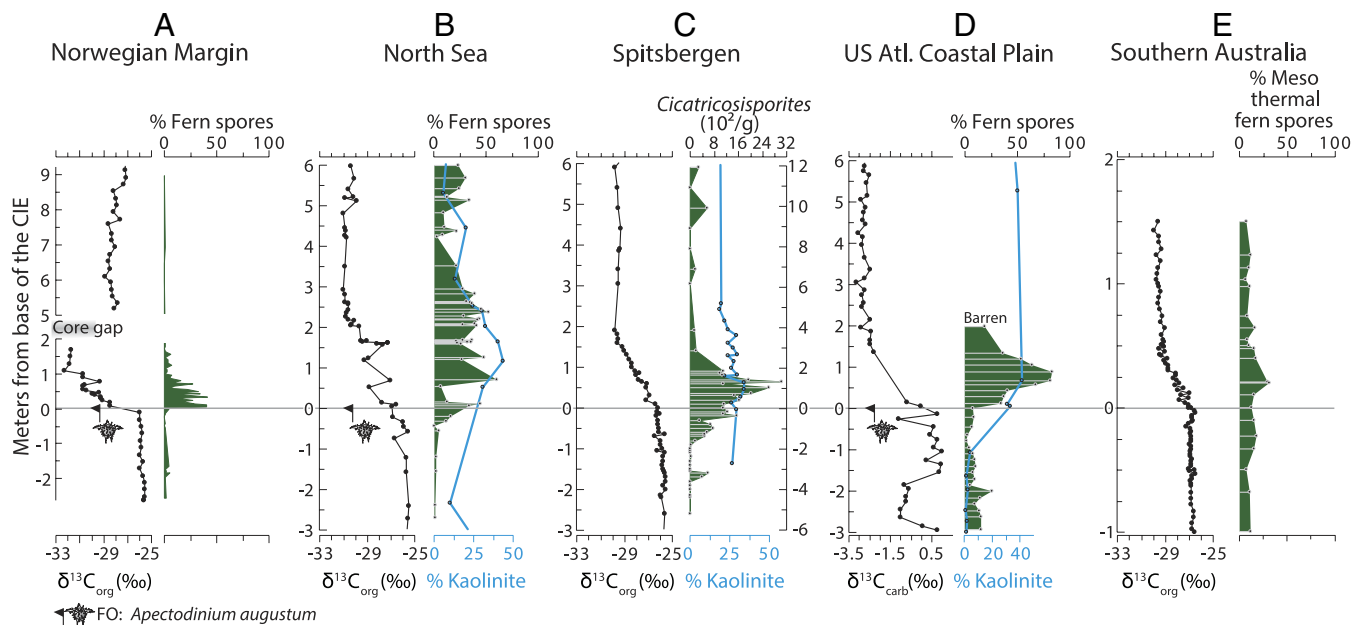 A
Norwegian Margin
% Fern spores
0 100
9
8
7
6
5
Core gap
2
1
0
-1
-2
Meters from base of the CIE
-33 -29 -25
δ¹³Corg(‰)
FO: Apectodinium augustum
B
North Sea
% Fern spores
0 50 100
6
5
4
3
2
1
0
-1
-2
-3
-33 -29 -25
δ¹³Corg(‰)
0 25 50
% Kaolinite
C
Spitsbergen
Cicatricosisporites
(10²/g)
0 8 16 24 32
6
5
4
3
2
1
0
-1
-2
-3
12
10
8
6
4
2
0
-2
-4
-6
-33 -29 -25
δ¹³Corg(‰)
0 25 50
% Kaolinite
D
US Atl. Coastal Plain
% Fern spores
0 50 100
6
5
4
3
2
1
0
-1
-2
-3
Barren
-3.5 -1.5 0.5
δ¹³Ccarb(‰)
0 20 40
% Kaolinite
E
Southern Australia
% Meso
thermal
fern spores
0 100
2
1
0
-1
-33 -29 -25
δ¹³Corg(‰)